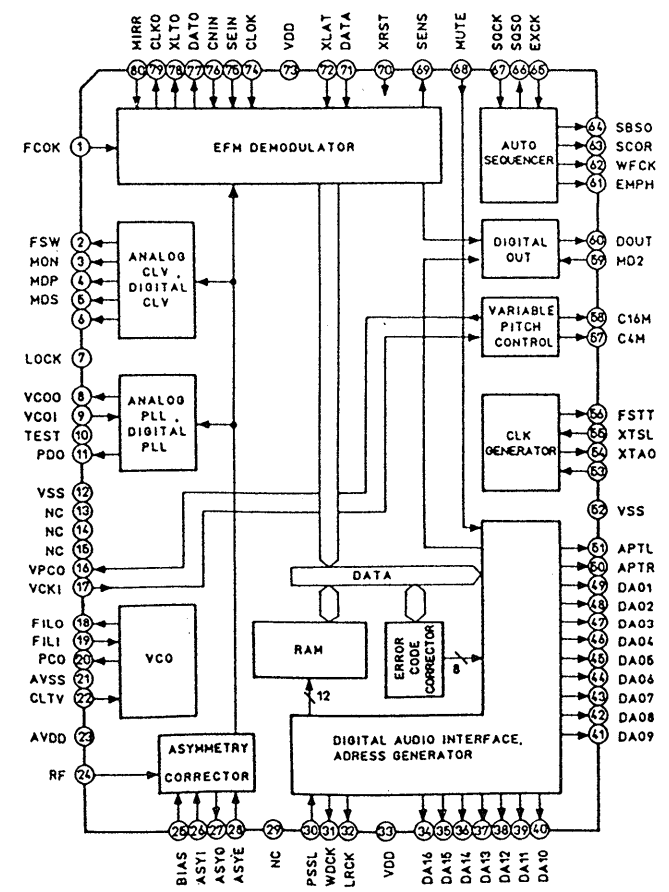 MIRR
CLKO
XLTO
DATO
CNIN
SEIN
CLOK
VDD
XLAT
DATA
XRST
SENS
MUTE
SQCK
SQSO
EXCK
80
79
78
77
76
75
74
73
72
71
70
69
68
67
66
65
FCOK
1
EFM DEMODULATOR
AUTO
SEQUENCER
64
SBSO
63
SCOR
62
WFCK
61
EMPH
FSW
2
MON
3
MDP
4
MDS
5
6
ANALOG
CLV ,
DIGITAL
CLV
DIGITAL
OUT
60
DOUT
59
MD2
VARIABLE
PITCH
CONTROL
58
C16M
57
C4M
LOCK
7
VCOO
8
VCOI
9
TEST
10
PDO
11
ANALOG
PLL ,
DIGITAL
PLL
CLK
GENERATOR
56
FSTT
55
XTSL
54
XTAO
53
VSS
12
NC
13
NC
14
NC
15
VPCO
16
VCKI
17
52
VSS
51
APTL
50
APTR
49
DA01
48
DA02
47
DA03
46
DA04
45
DA05
44
DA06
43
DA07
42
DA08
41
DA09
DATA
RAM
ERROR
CODE
CORRECTOR
8
12
FILO
18
FILI
19
PCO
20
AVSS
21
CLTV
22
VCO
AVDD
23
RF
24
ASYMMETRY
CORRECTOR
DIGITAL AUDIO INTERFACE,
ADRESS GENERATOR
25
26
27
28
29
30
31
32
33
34
35
36
37
38
39
40
BIAS
ASYI
ASYO
ASYE
NC
PSSL
WDCK
LRCK
VDD
DA16
DA15
DA14
DA13
DA12
DA11
DA10